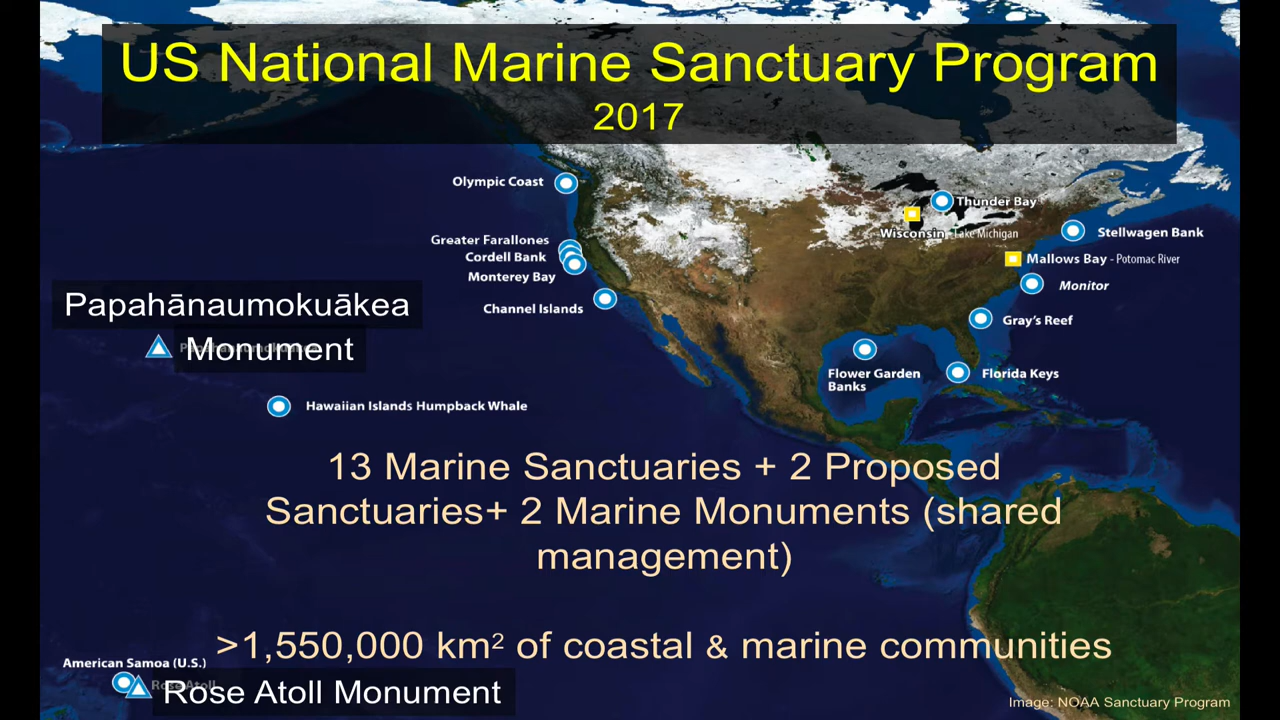 US National Marine Sanctuary Program
2017
Olympic Coast
Thunder Bay
Wisconsin - Lake Michigan
Stellwagen Bank
Greater Farallones
Cordell Bank
Mallows Bay - Potomac River
Monterey Bay
Monitor
Channel Islands
Gray's Reef
Papahānaumokuākea
Monument
Flower Garden
Banks
Florida Keys
Hawaiian Islands Humpback Whale
13 Marine Sanctuaries + 2 Proposed
Sanctuaries+ 2 Marine Monuments (shared
management)
>1,550,000 km² of coastal & marine communities
American Samoa (U.S.)
Rose Atoll
Rose Atoll Monument
Image: NOAA Sanctuary Program